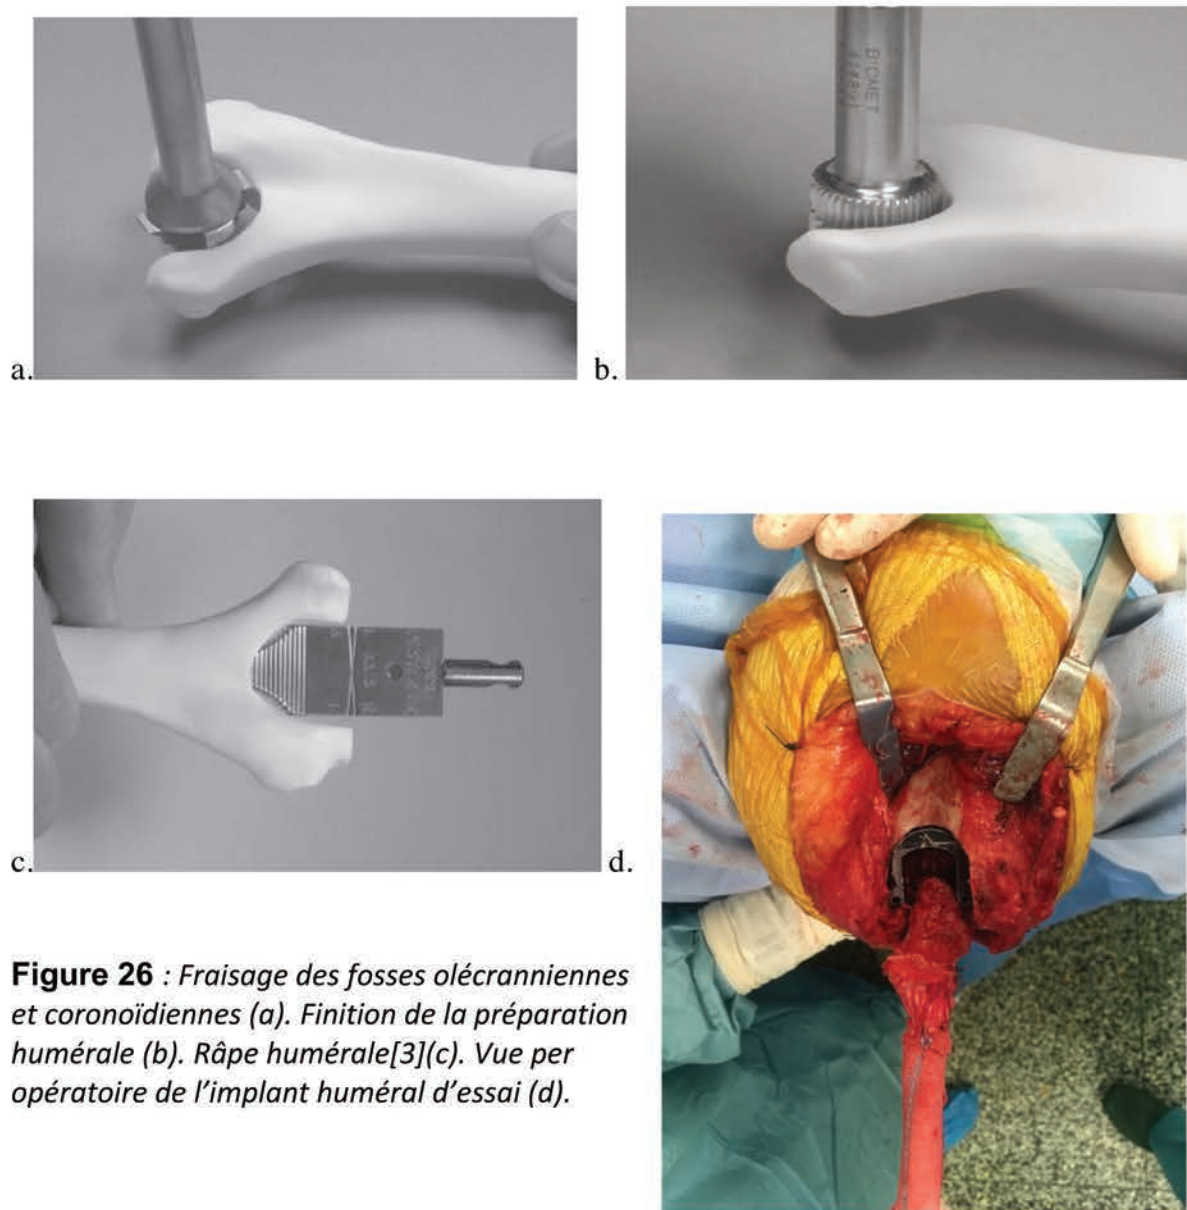 BIOMET
a.
b.
c.
d.
Figure 26 : Fraisage des fosses olécranniennes
et coronoïdiennes (a). Finition de la préparation
humérale (b). Râpe humérale[3](c). Vue per
opératoire de l’implant huméral d’essai (d).